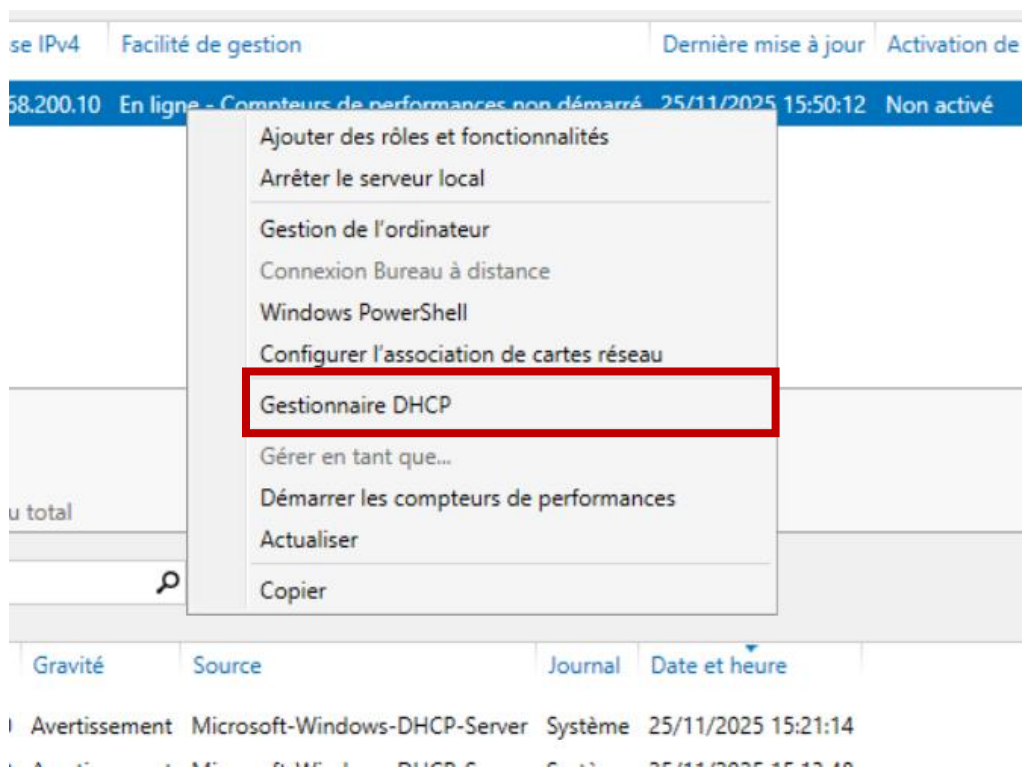 se IPv4 Facilité de gestion Dernière mise à jour Activation de
68.200.10 En ligne - Compteurs de performances non démarré 25/11/2025 15:50:12 Non activé
Ajouter des rôles et fonctionnalités
Arrêter le serveur local
Gestion de l'ordinateur
Connexion Bureau à distance
Windows PowerShell
Configurer l'association de cartes réseau
Gestionnaire DHCP
Gérer en tant que...
Démarrer les compteurs de performances
u total
Actualiser
Copier
Gravité Source Journal Date et heure
Avertissement Microsoft-Windows-DHCP-Server Système 25/11/2025 15:21:14